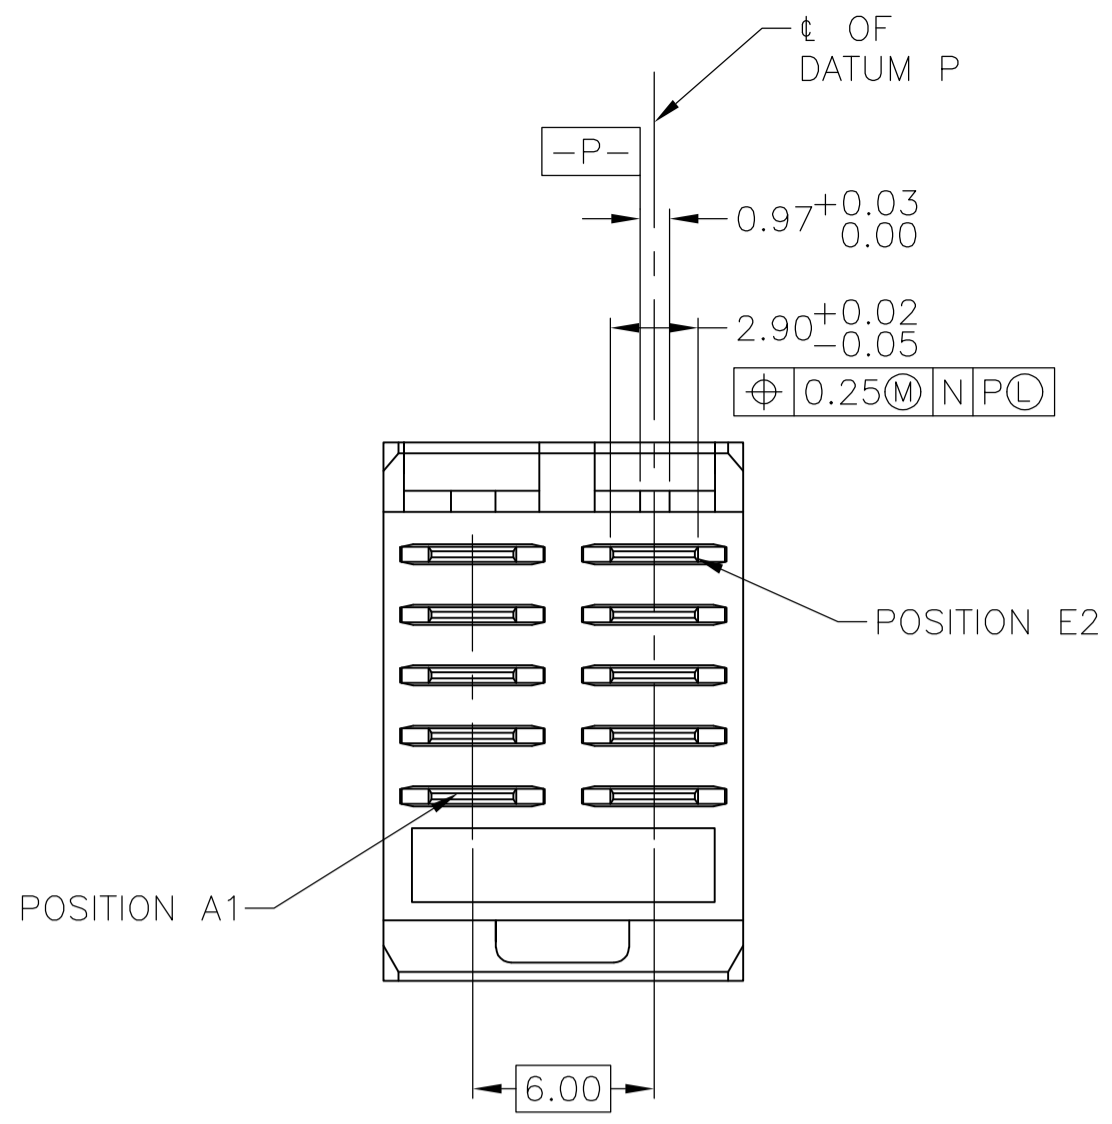 ℄ OF
DATUM P
-P-
0.97 +0.03
0.00
2.90 +0.02
-0.05
⌖ 0.25Ⓜ N PⓁ
POSITION E2
POSITION A1
6.00